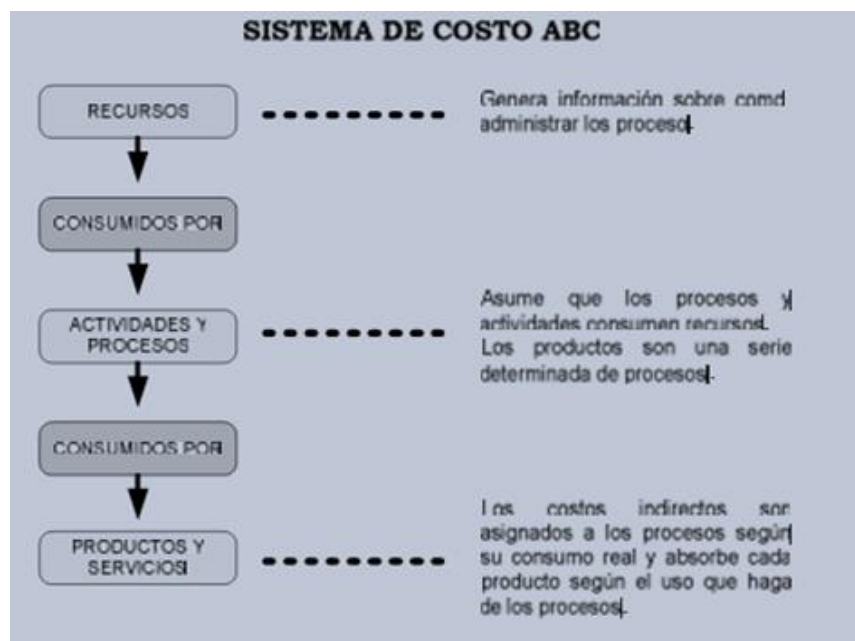 SISTEMA DE COSTO ABC
RECURSOS
Genera información sobre como
administrar los proceso.
CONSUMIDOS POR
ACTIVIDADES Y
PROCESOS
Asume que los procesos y
actividades consumen recursos.
Los productos son una serie
determinada de procesos.
CONSUMIDOS POR
PRODUCTOS Y
SERVICIOS
Los costos indirectos son
asignados a los procesos según
su consumo real y absorbe cada
producto según el uso que haga
de los procesos.